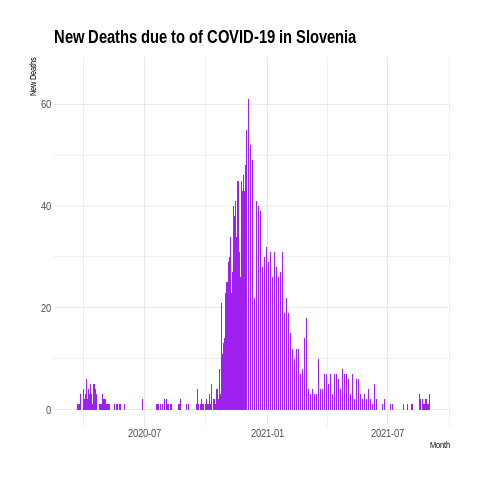 New Deaths due to of COVID-19 in Slovenia
New Deaths
60
40
20
0
2020-07
2021-01
2021-07
Month